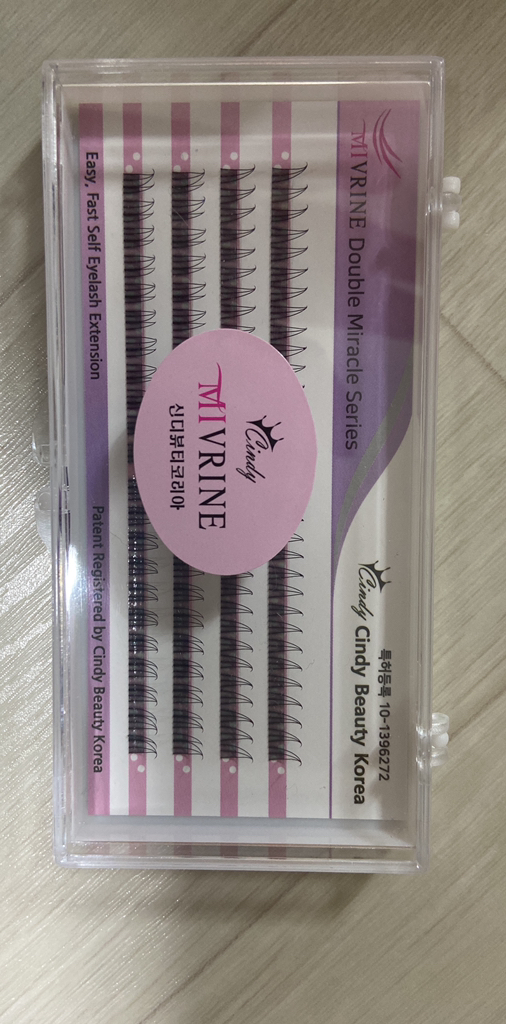 MIVRINE Double Miracle Series
특허등록 10-1396272
Cindy Cindy Beauty Korea
Cindy
MIVRINE
신디뷰티코리아
Easy, Fast Self Eyelash Extension
Patent Registered by Cindy Beauty Korea